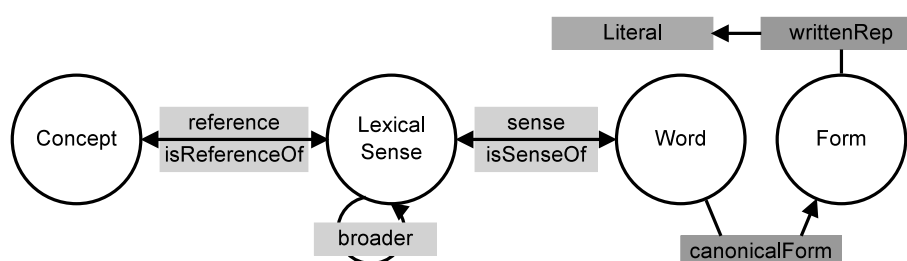 Literal
writtenRep
Concept
reference
isReferenceOf
Lexical
Sense
sense
isSenseOf
Word
Form
broader
canonicalForm